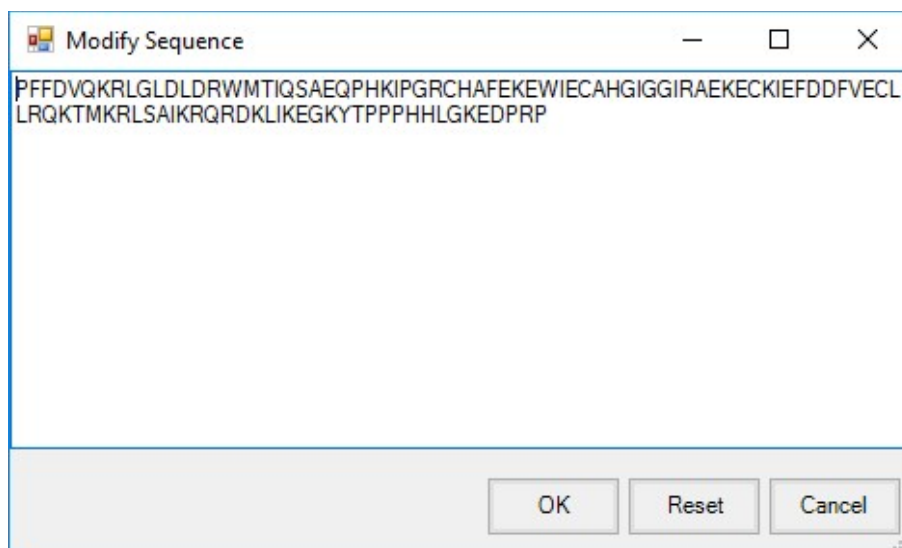 Modify Sequence
PFFDVQKRLGLDLDRWMTIQSAEQPHKIPGRCHAFEKEWIECAHGIGGIRAEKECKIEFDDFVECL
LRQKTMKRLSAIKRQRDKLIKEGKYTPPPHHLGKEDPRP
OK Reset Cancel